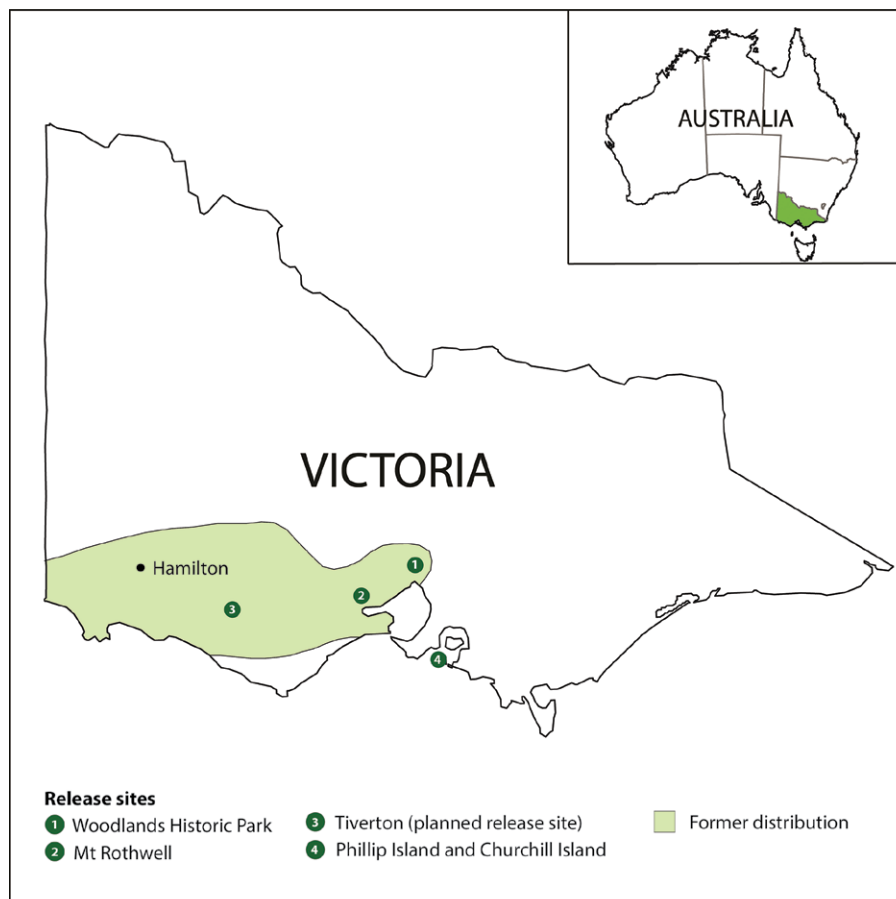 AUSTRALIA
VICTORIA
Hamilton
1
2
3
4
Release sites
1 Woodlands Historic Park
2 Mt Rothwell
3 Tiverton (planned release site)
4 Phillip Island and Churchill Island
Former distribution